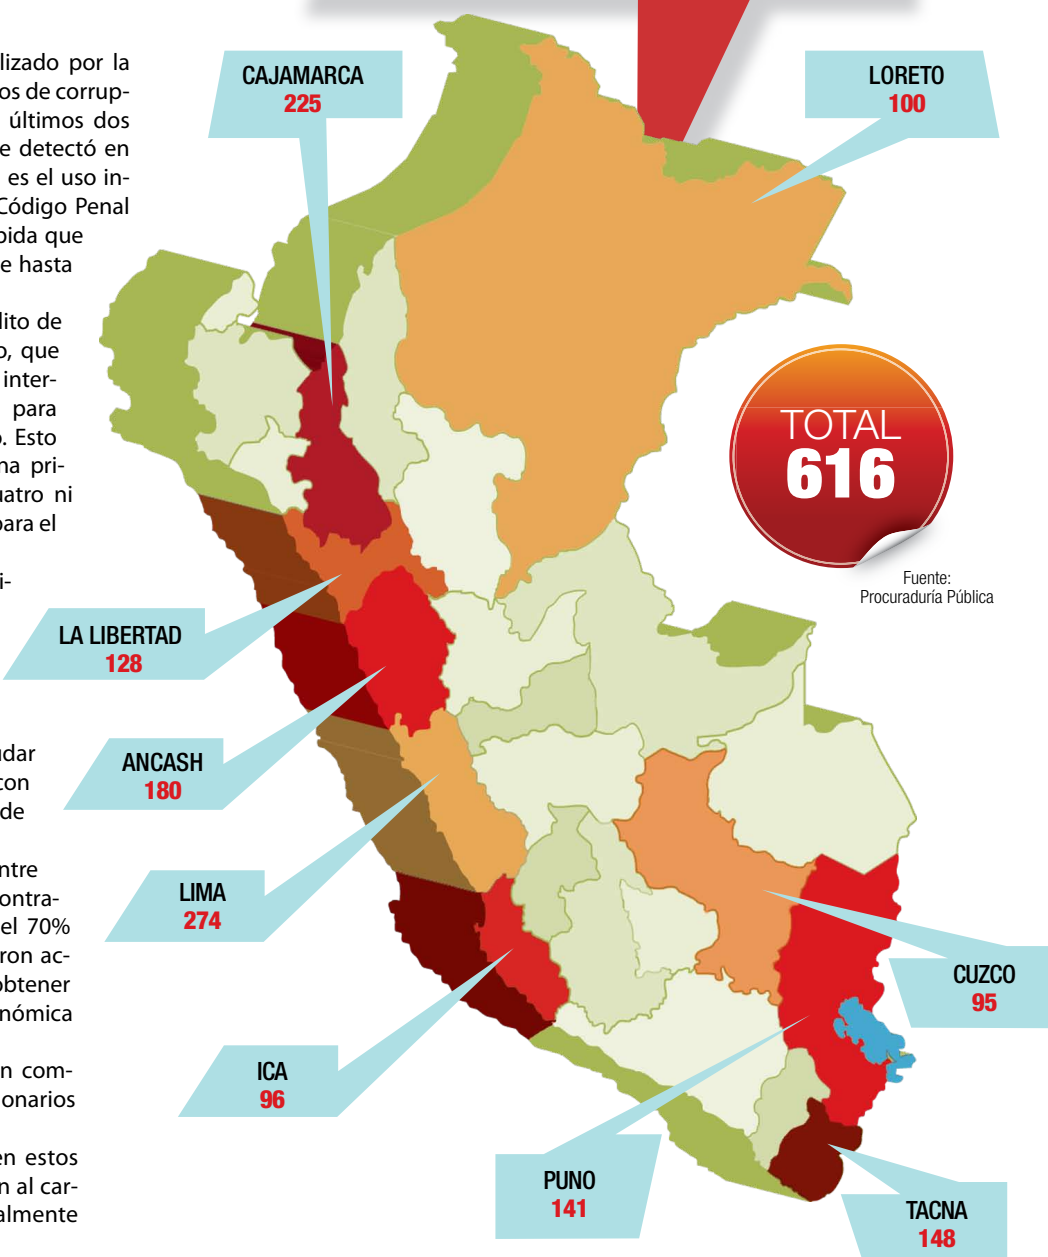 lizado por la
os de corrup-
últimos dos
e detectó en
es el uso in-
Código Penal
bida que
e hasta
lito de
o, que
inter-
para
o. Esto
na pri-
uatro ni
para el
i-
udar
con
de
ntre
ontra-
el 70%
ron ac-
obtener
nómica
n com-
onarios
en estos
n al car-
almente
CAJAMARCA
225
LORETO
100
TOTAL
616
Fuente:
Procuraduría Pública
LA LIBERTAD
128
ANCASH
180
LIMA
274
CUZCO
95
ICA
96
PUNO
141
TACNA
148